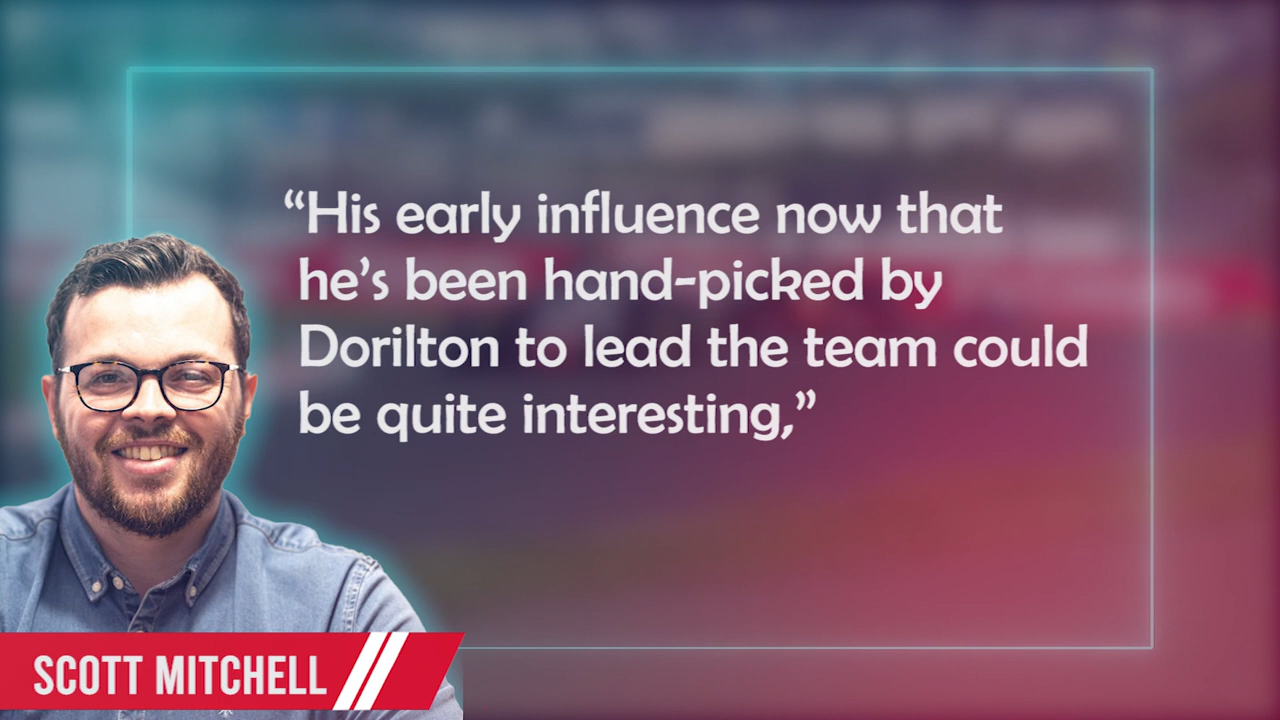 “His early influence now that
he’s been hand-picked by
Dorilton to lead the team could
be quite interesting,”
SCOTT MITCHELL